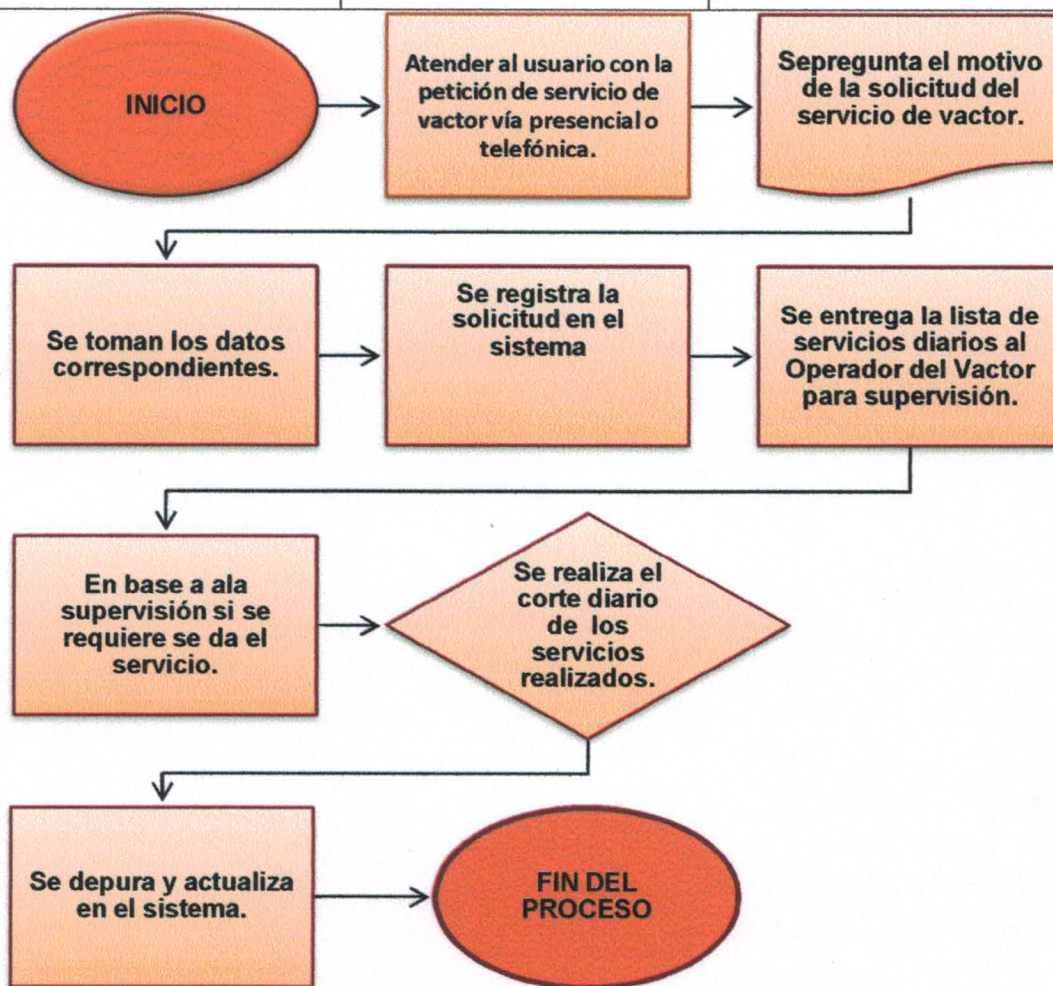 INICIO
Atender al usuario con la
petición de servicio de
vactor vía presencial o
telefónica.
Sepregunta el motivo
de la solicitud del
servicio de vactor.
Se toman los datos
correspondientes.
Se registra la
solicitud en el
sistema
Se entrega la lista de
servicios diarios al
Operador del Vactor
para supervisión.
En base a ala
supervisión si se
requiere se da el
servicio.
Se realiza el
corte diario
de los
servicios
realizados.
Se depura y actualiza
en el sistema.
FIN DEL
PROCESO